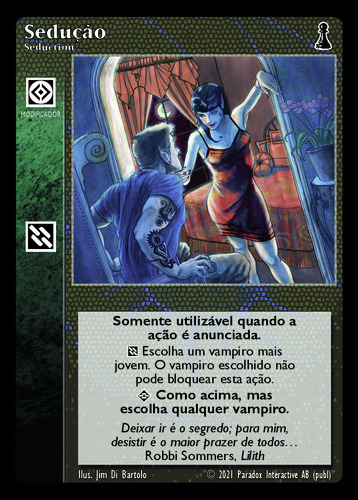 Sedução
Seduction
MODIFICADOR
Somente utilizável quando a
ação é anunciada.
Escolha um vampiro mais
jovem. O vampiro escolhido não
pode bloquear esta ação.
Como acima, mas
escolha qualquer vampiro.
Deixar ir é o segredo; para mim,
desistir é o maior prazer de todos…
Robbi Sommers, Lilith
Ilus. Jim Di Bartolo
© 2021 Paradox Interactive AB (publ)